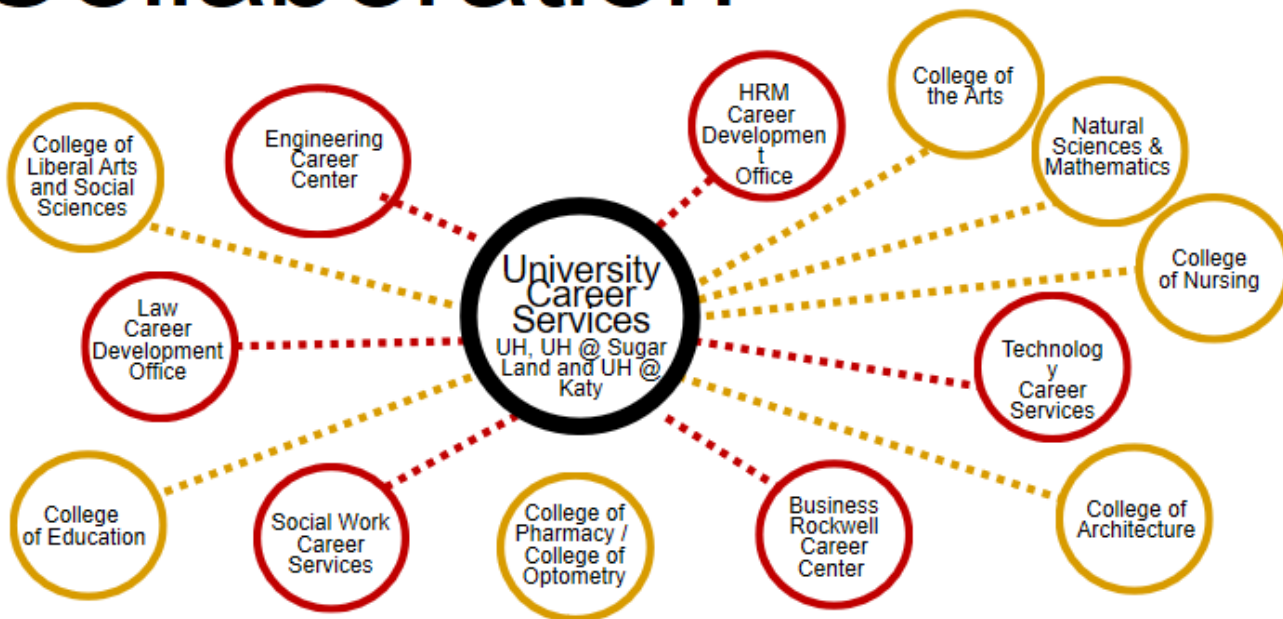 Collaboration
College of
the Arts
HRM
Career
Developmen
t
Office
Natural
Sciences &
Mathematics
Engineering
Career
Center
College of
Liberal Arts
and Social
Sciences
College
of Nursing
University
Career
Services
UH, UH @ Sugar
Land and UH @
Katy
Law
Career
Development
Office
Technolog
y
Career
Services
College
of Education
Social Work
Career
Services
College of
Pharmacy /
College of
Optometry
Business
Rockwell
Career
Center
College of
Architecture